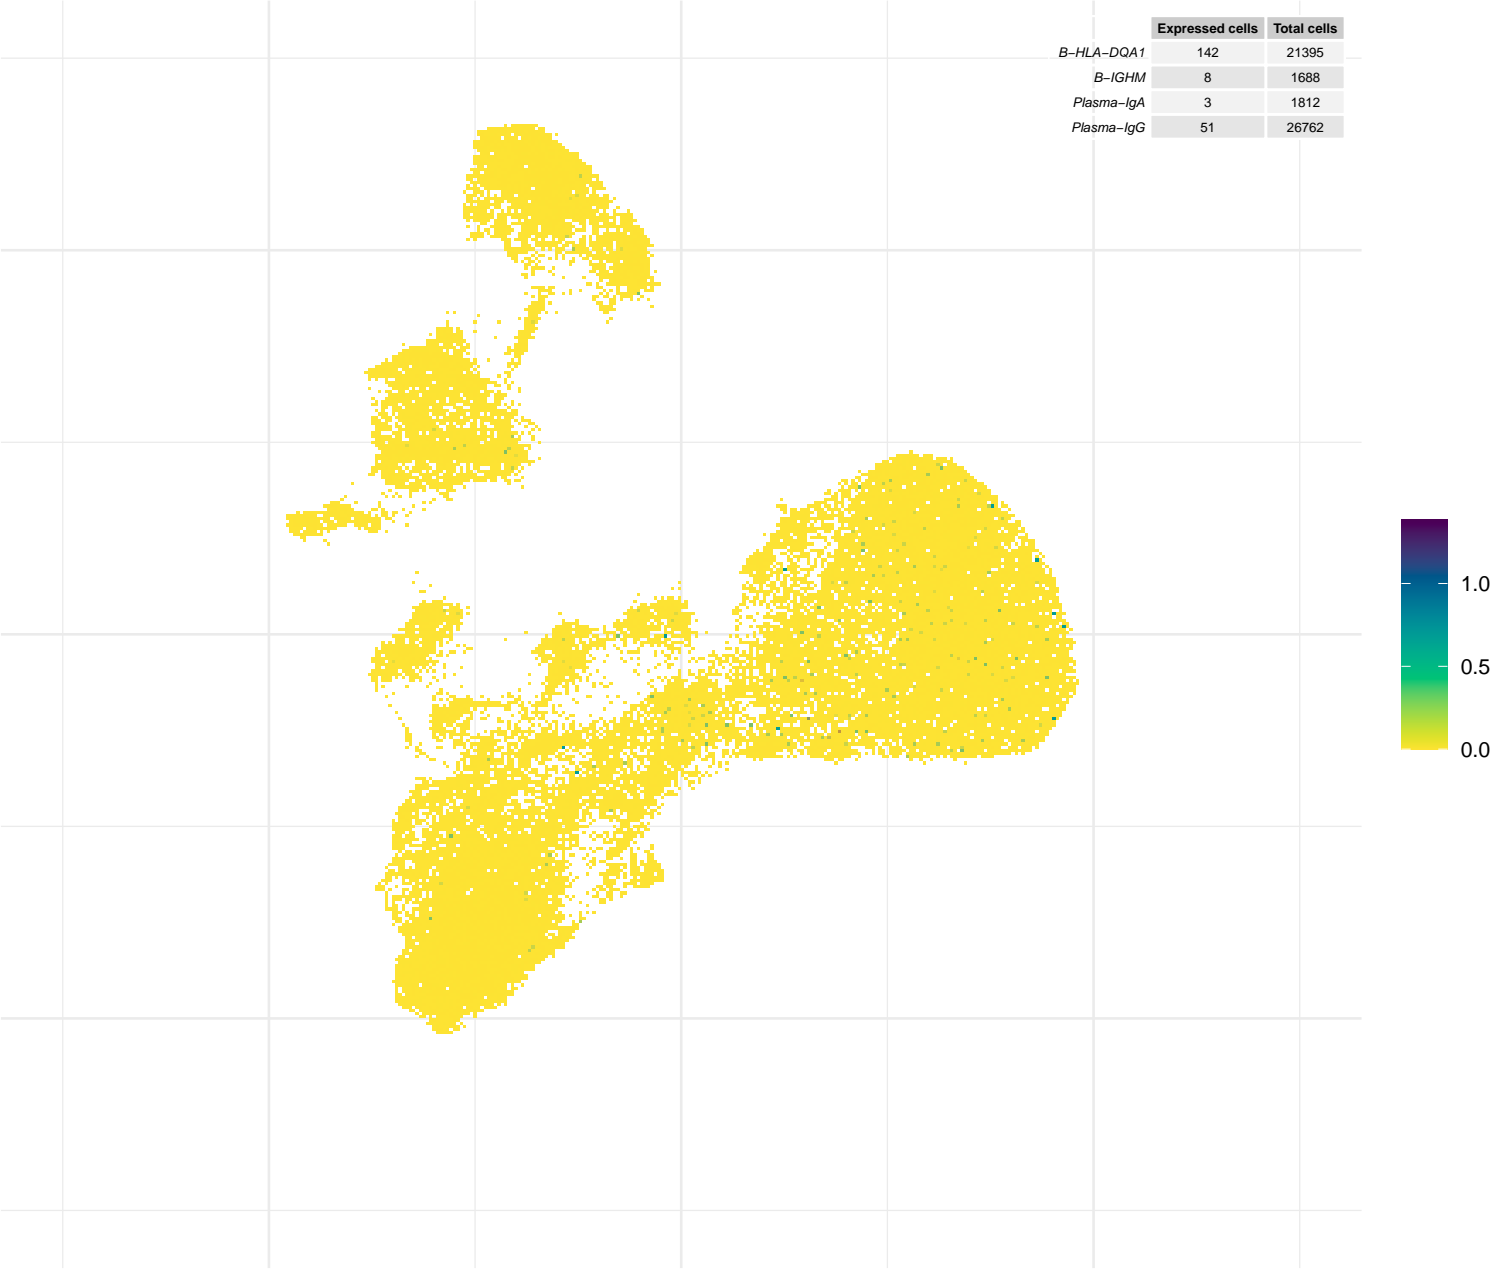 Expressed cells Total cells
B−HLA−DQA1 142 21395
B−IGHM 8 1688
Plasma−IgA 3 1812
Plasma−IgG 51 26762
1.0
0.5
0.0